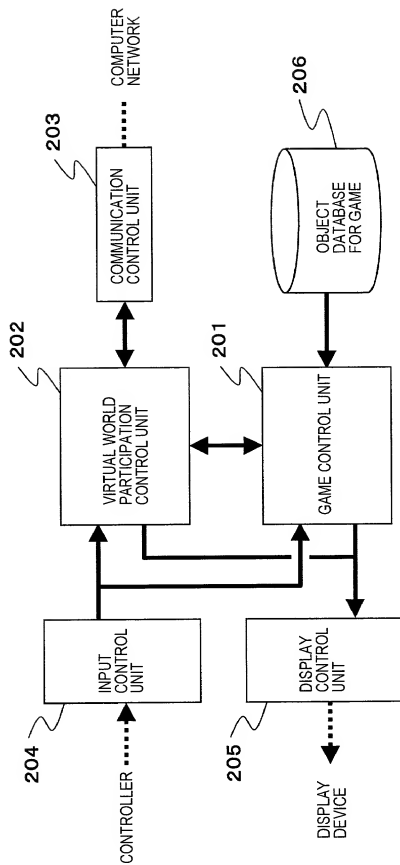 204
INPUT
CONTROL
UNIT
CONTROLLER
202
VIRTUAL WORLD
PARTICIPATION
CONTROL UNIT
203
COMMUNICATION
CONTROL UNIT
COMPUTER
NETWORK
205
DISPLAY
CONTROL
UNIT
DISPLAY
DEVICE
201
GAME CONTROL UNIT
206
OBJECT
DATABASE
FOR GAME